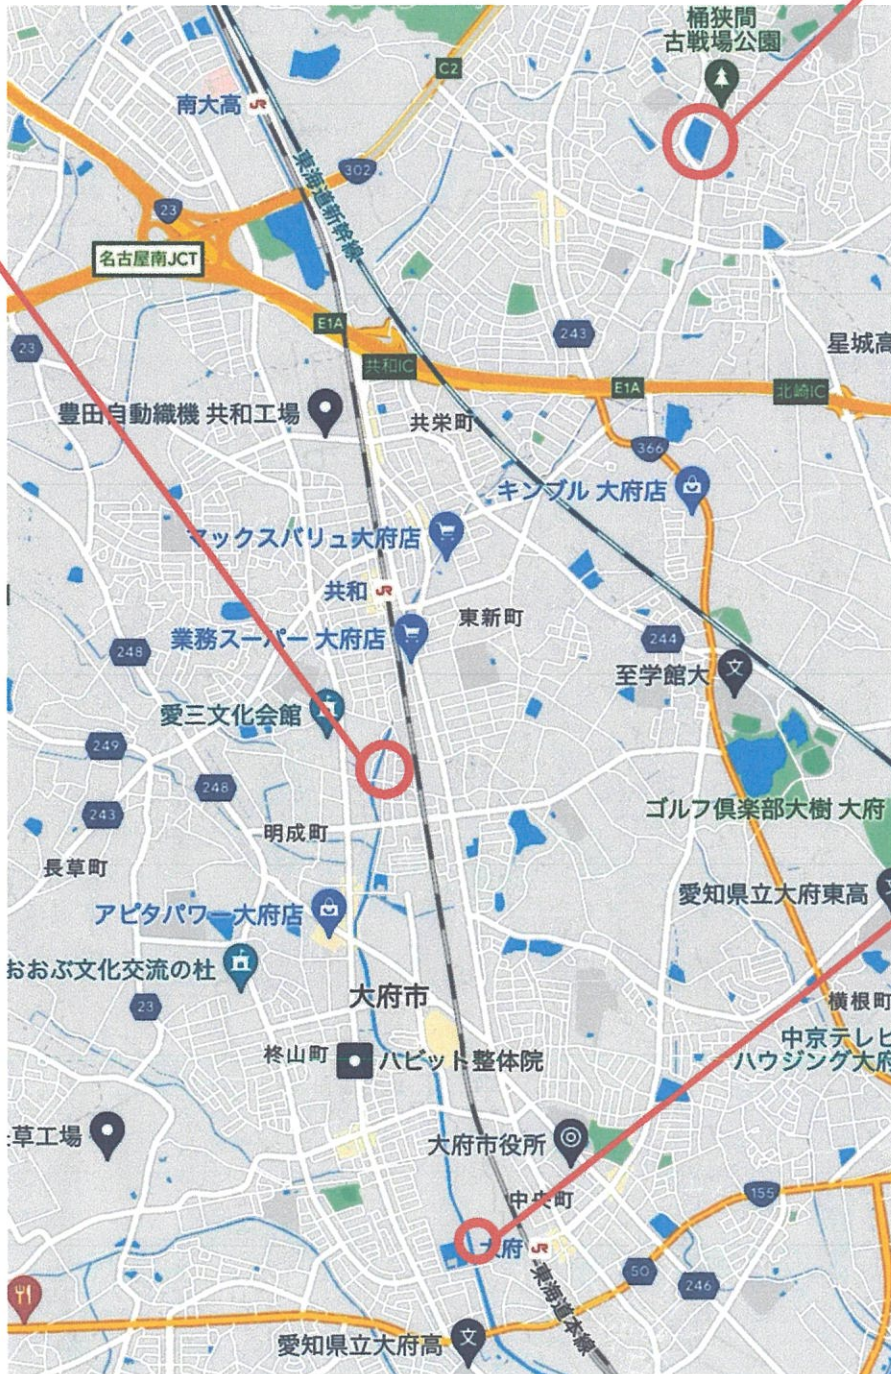 桶狭間
古戦場公園
C2
南大高
JR
東海道新幹線
302
23
名古屋南JCT
E1A
243
23
星城高
共和IC
E1A
北崎IC
豊田自動織機 共和工場
共栄町
366
キンブル 大府店
マックスバリュ大府店
共和
JR
東新町
業務スーパー 大府店
248
244
至学館大
文
愛三文化会館
249
248
243
明成町
ゴルフ倶楽部大樹 大府
長草町
愛知県立大府東高
アピタパワー大府店
おおぶ文化交流の杜
大府市
23
横根町
中京テレビ
ハウジング大府
柊山町
ハビット整体院
草工場
大府市役所
中央町
155
大府
JR
50
246
東海道本線
愛知県立大府高
文